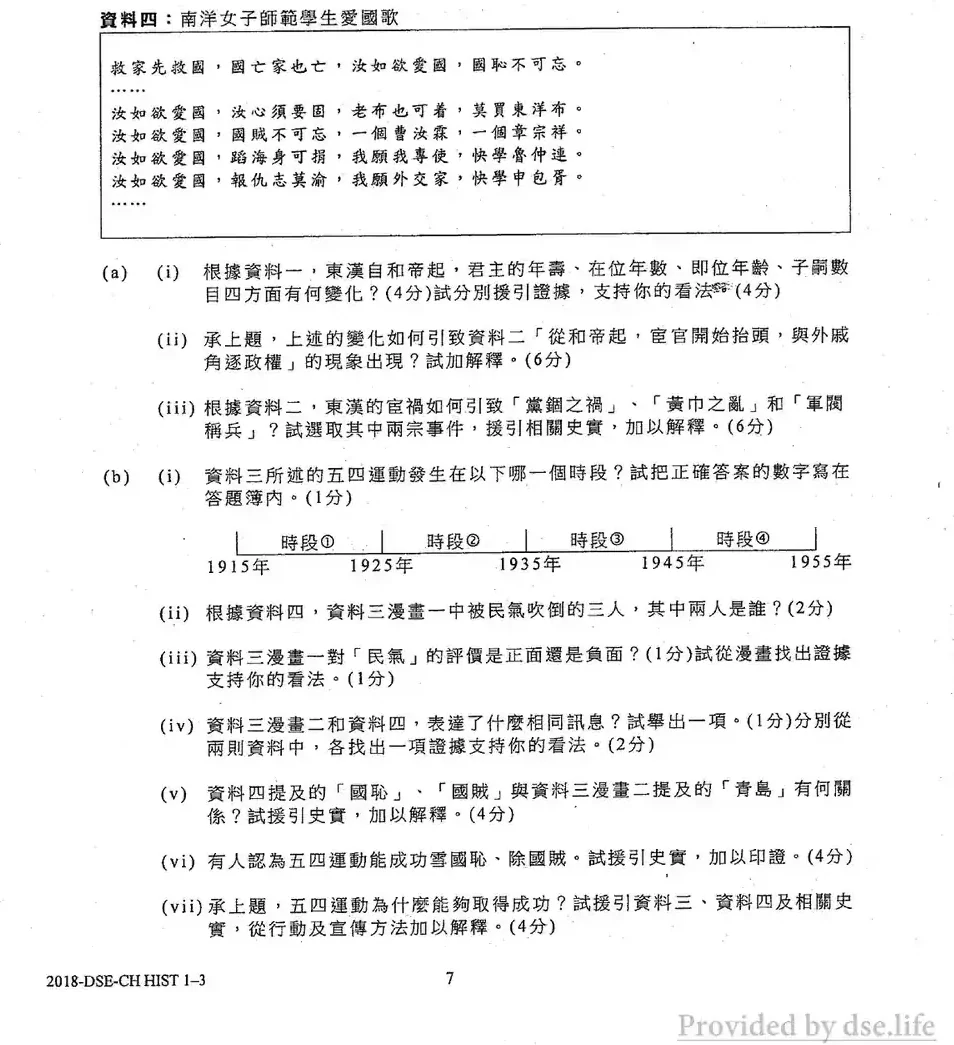 資料四：南洋女子師範學生愛國歌
救家先救國，國亡家也亡，汝如欲愛國，國恥不可忘。
……
汝如欲愛國，汝心須要固，老布也可着，莫買東洋布。
汝如欲愛國，國賊不可忘，一個曹汝霖，一個章宗祥。
汝如欲愛國，蹈海身可捐，我願我專使，快學魯仲連。
汝如欲愛國，報仇志莫渝，我願外交家，快學申包胥。
……
(a) (i) 根據資料一，東漢自和帝起，君主的年壽、在位年數、即位年齡、子嗣數
目四方面有何變化？(4分)試分別援引證據，支持你的看法。(4分)
(ii) 承上題，上述的變化如何引致資料二「從和帝起，宦官開始抬頭，與外戚
角逐政權」的現象出現？試加解釋。(6分)
(iii) 根據資料二，東漢的宦禍如何引致「黨錮之禍」、「黃巾之亂」和「軍閥
稱兵」？試選取其中兩宗事件，援引相關史實，加以解釋。(6分)
(b) (i) 資料三所述的五四運動發生在以下哪一個時段？試把正確答案的數字寫在
答題簿內。(1分)
時段① 時段② 時段③ 時段④
1915年 1925年 1935年 1945年 1955年
(ii) 根據資料四，資料三漫畫一中被民氣吹倒的三人，其中兩人是誰？(2分)
(iii) 資料三漫畫一對「民氣」的評價是正面還是負面？(1分)試從漫畫找出證據
支持你的看法。(1分)
(iv) 資料三漫畫二和資料四，表達了什麼相同訊息？試舉出一項。(1分)分別從
兩則資料中，各找出一項證據支持你的看法。(2分)
(v) 資料四提及的「國恥」、「國賊」與資料三漫畫二提及的「青島」有何關
係？試援引史實，加以解釋。(4分)
(vi) 有人認為五四運動能成功雪國恥、除國賊。試援引史實，加以印證。(4分)
(vii) 承上題，五四運動為什麼能夠取得成功？試援引資料三、資料四及相關史
實，從行動及宣傳方法加以解釋。(4分)
2018-DSE-CH HIST 1–3 7
Provided by dse.life